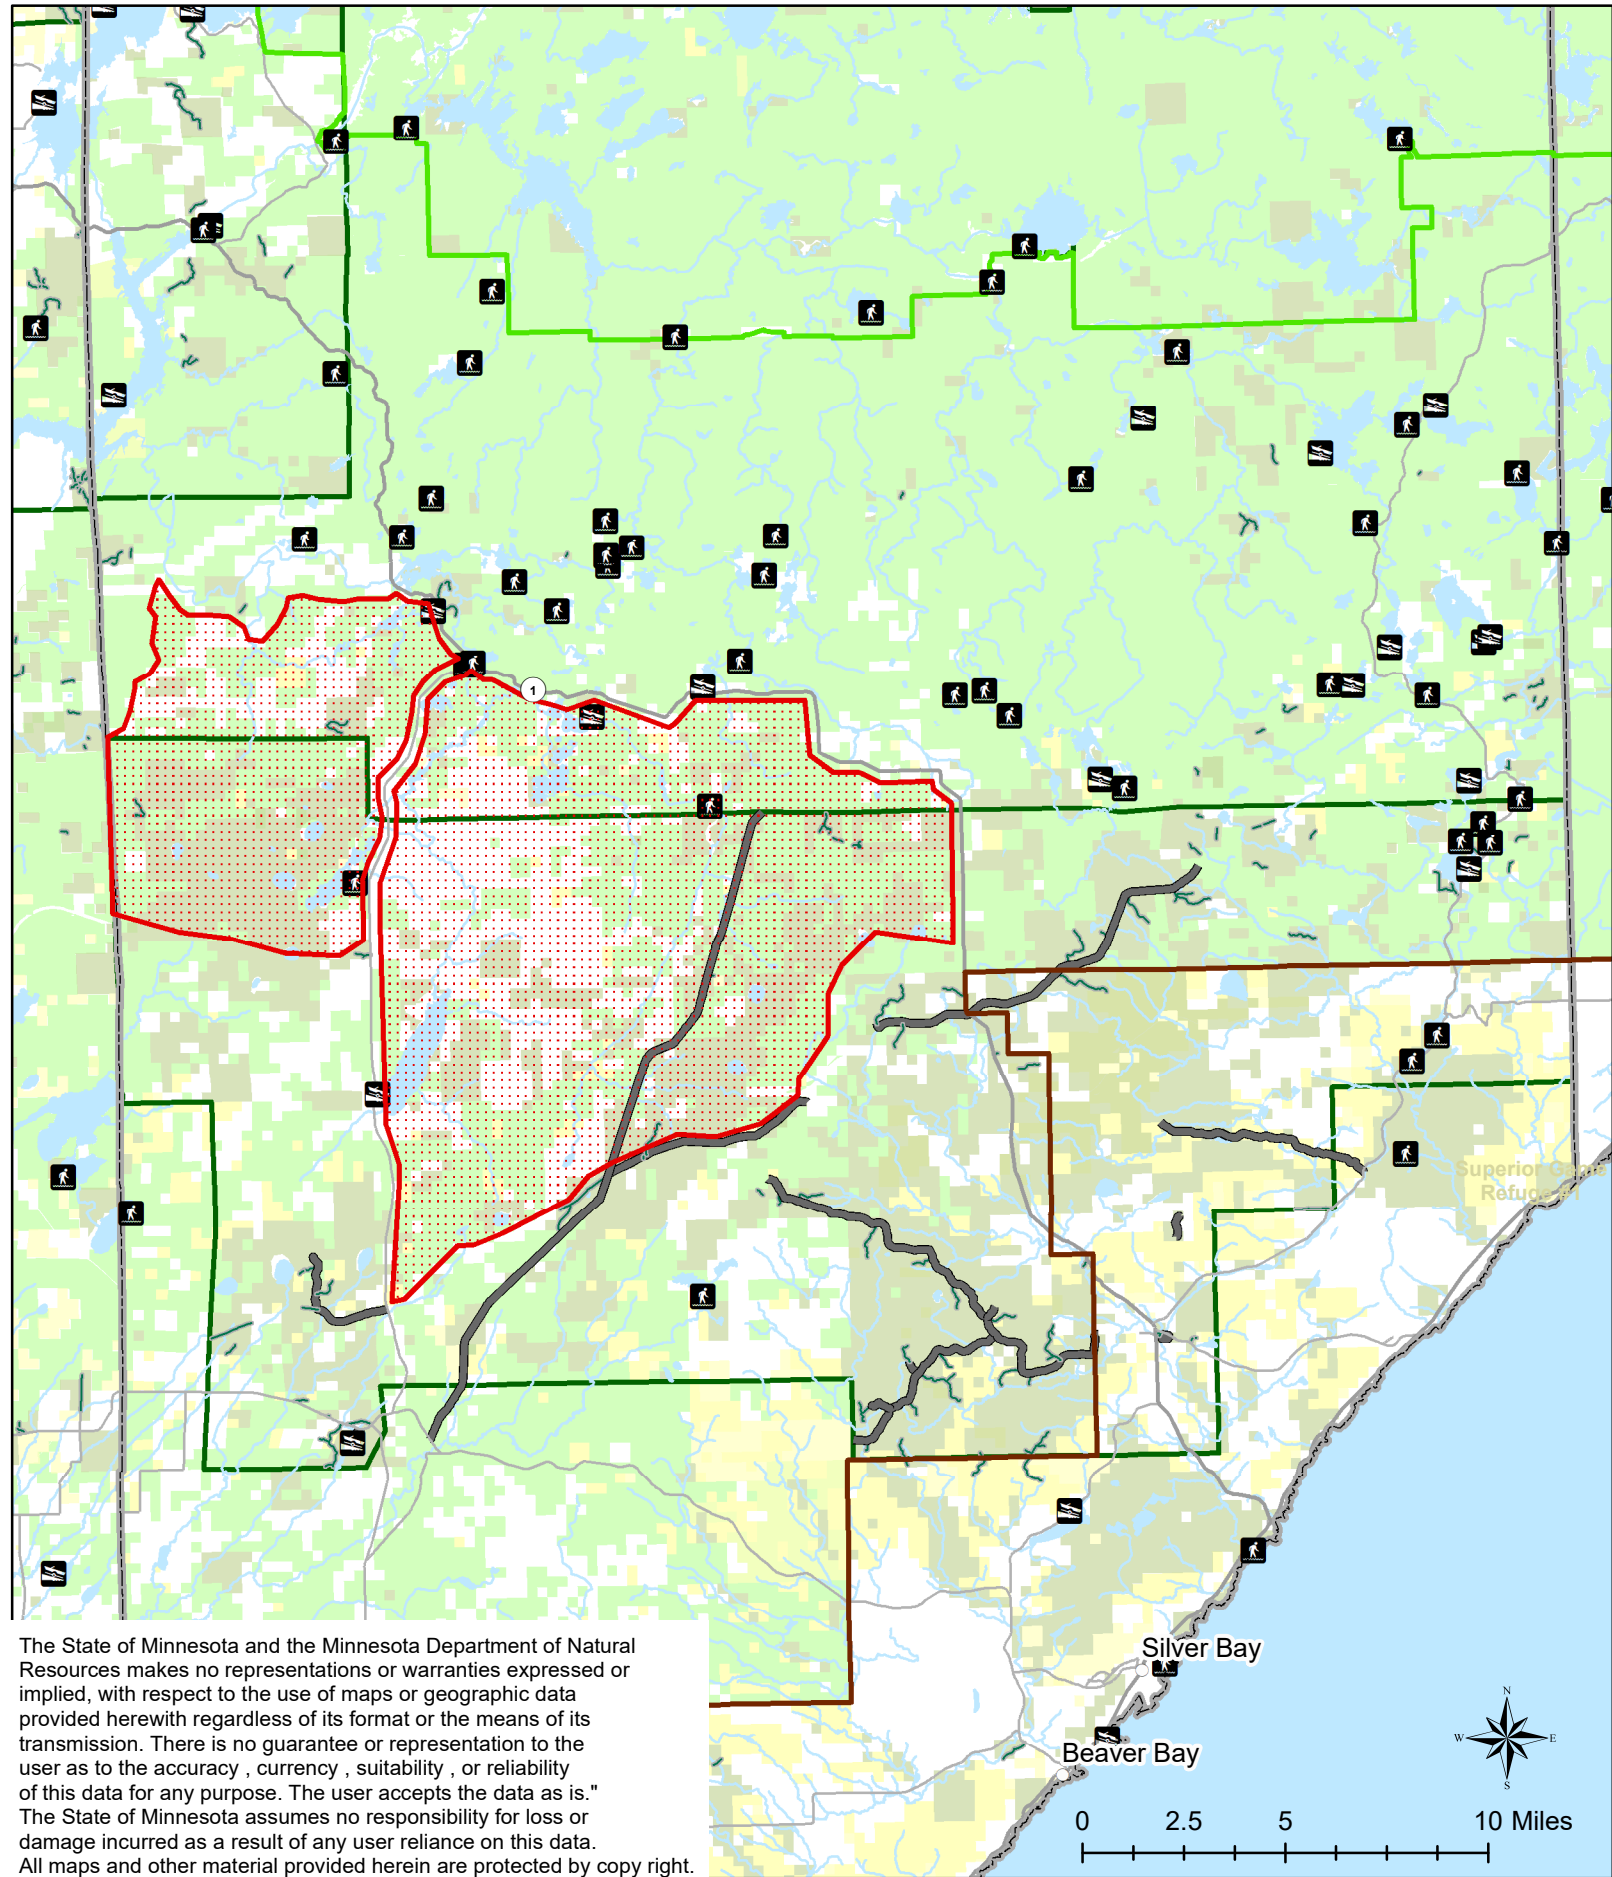 1
Superior Game
Refuge #1
Silver Bay
Beaver Bay
N
W E
S
0 2.5 5 10 Miles
The State of Minnesota and the Minnesota Department of Natural
Resources makes no representations or warranties expressed or
implied, with respect to the use of maps or geographic data
provided herewith regardless of its format or the means of its
transmission. There is no guarantee or representation to the
user as to the accuracy , currency , suitability , or reliability
of this data for any purpose. The user accepts the data as is."
The State of Minnesota assumes no responsibility for loss or
damage incurred as a result of any user reliance on this data.
All maps and other material provided herein are protected by copy right.